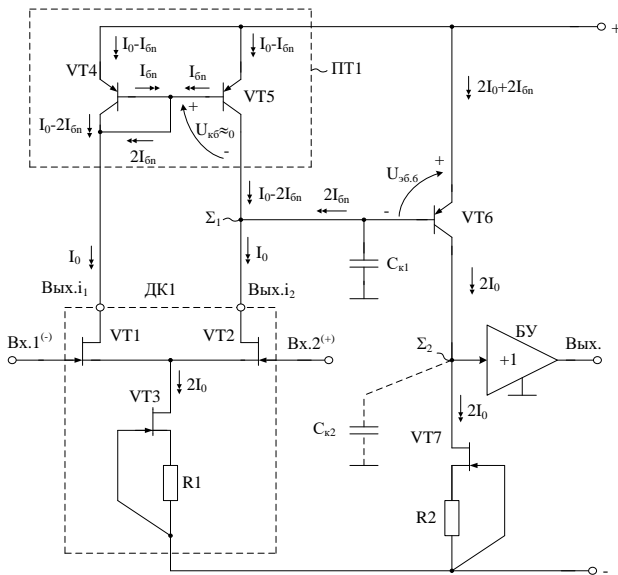 +
I₀-Iбп
I₀-Iбп
ПТ1
VT4
Iбп
Iбп
VT5
2I₀+2Iбп
+
I₀-2Iбп
Uкб≈0
-
2Iбп
Uэб.6
+
I₀-2Iбп
2Iбп
-
VT6
Σ₁
I₀
I₀
Cк1
2I₀
Вых.i₁
ДК1
Вых.i₂
БУ
Вх.1⁽⁻⁾
VT1
VT2
Вх.2⁽⁺⁾
Σ₂
+1
Вых.
2I₀
VT3
2I₀
Cк2
VT7
R1
R2
-